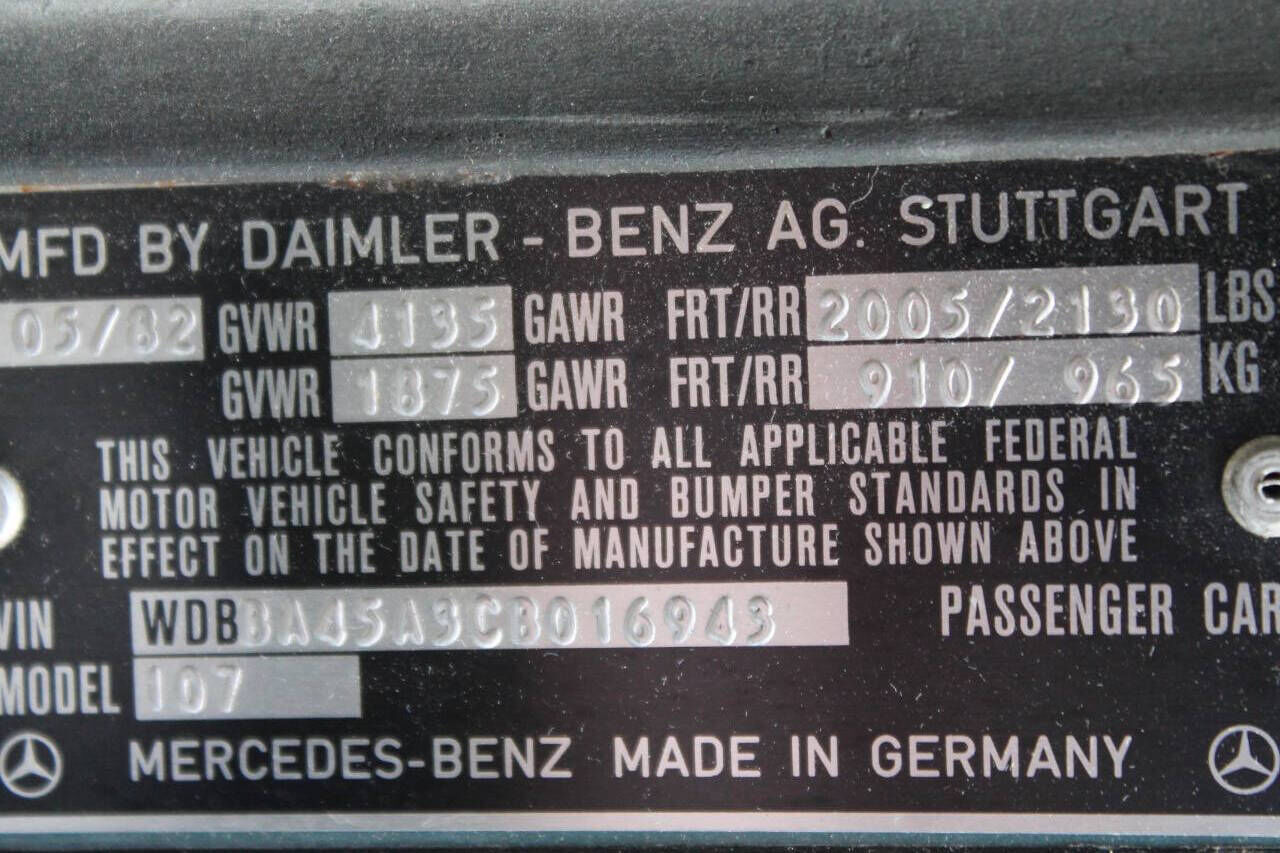 MFD BY DAIMLER - BENZ AG. STUTTGART
05/82 GVWR 4135 GAWR FRT/RR 2005/2130 LBS
GVWR 1875 GAWR FRT/RR 910/ 965 KG
THIS VEHICLE CONFORMS TO ALL APPLICABLE FEDERAL
MOTOR VEHICLE SAFETY AND BUMPER STANDARDS IN
EFFECT ON THE DATE OF MANUFACTURE SHOWN ABOVE
VIN WDBBA45A3CB016943 PASSENGER CAR
MODEL 107
MERCEDES-BENZ MADE IN GERMANY